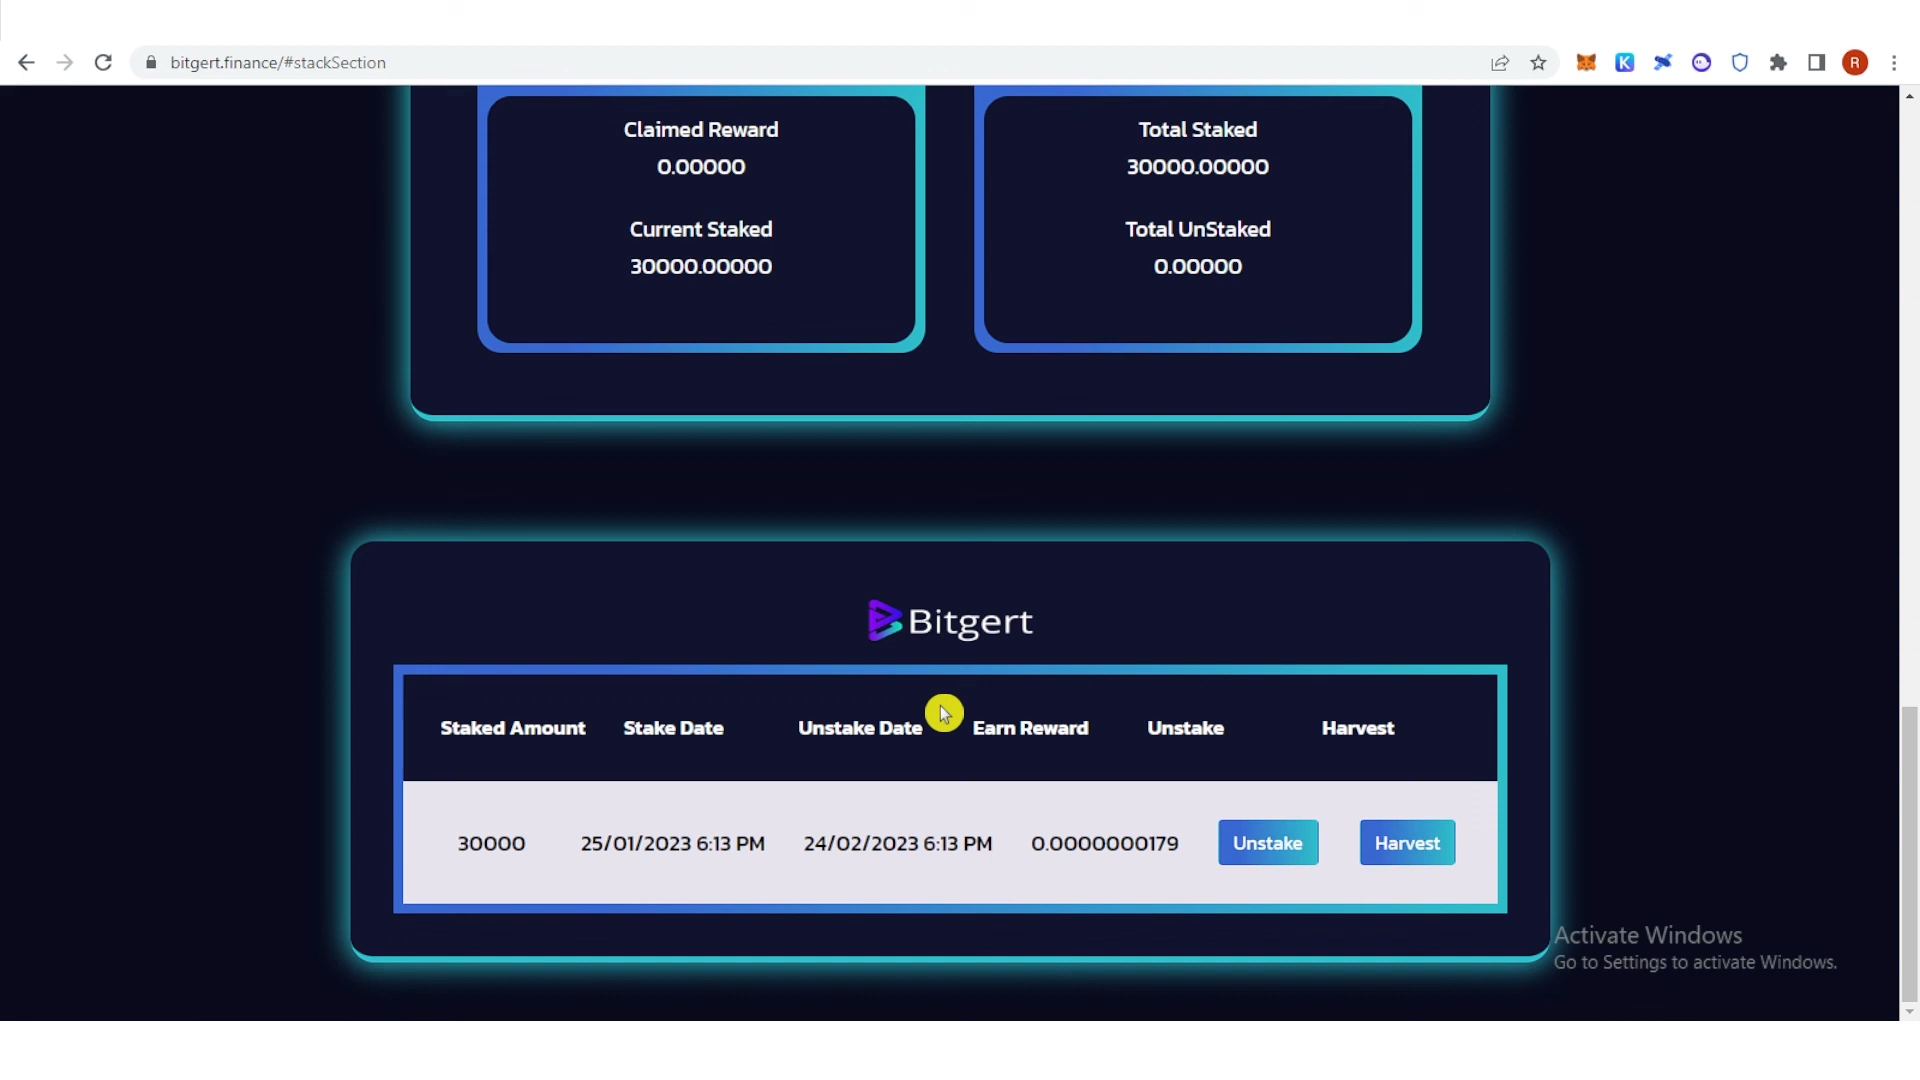 bitgert.finance/#stackSection
K
R
Claimed Reward
0.00000
Current Staked
30000.00000
Total Staked
30000.00000
Total UnStaked
0.00000
Bitgert
Staked Amount Stake Date Unstake Date Earn Reward Unstake Harvest
30000 25/01/2023 6:13 PM 24/02/2023 6:13 PM 0.0000000179 Unstake Harvest
Activate Windows
Go to Settings to activate Windows.